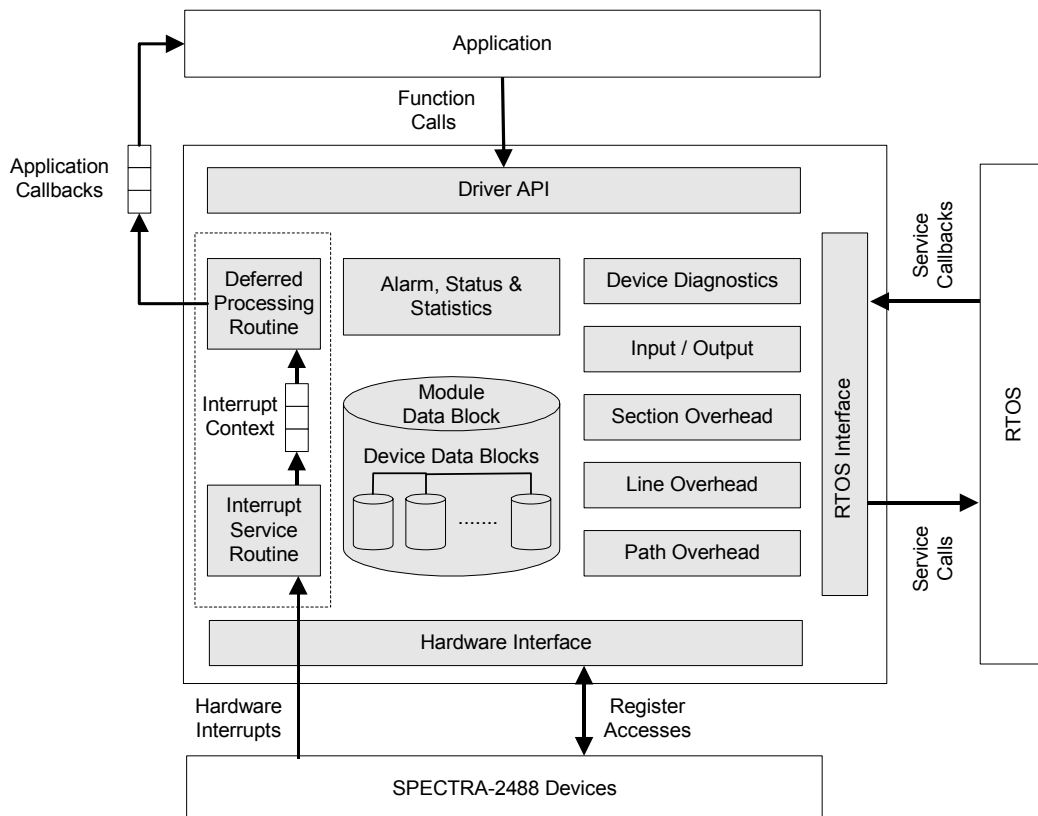 Application
Function
Calls
Application
Callbacks
Driver API
Service
Callbacks
Deferred
Processing
Routine
Alarm, Status &
Statistics
Device Diagnostics
Input / Output
Interrupt
Context
Module
Data Block
Section Overhead
RTOS Interface
RTOS
Device Data Blocks
Line Overhead
Interrupt
Service
Routine
.......
Path Overhead
Service
Calls
Hardware Interface
Hardware
Interrupts
Register
Accesses
SPECTRA-2488 Devices